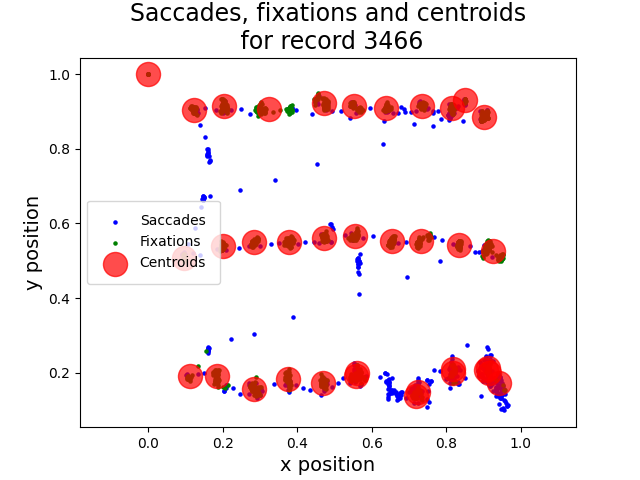 Saccades, fixations and centroids
for record 3466
y position
1.0
0.8
0.6
0.4
0.2
Saccades
Fixations
Centroids
0.0
0.2
0.4
0.6
0.8
1.0
x position